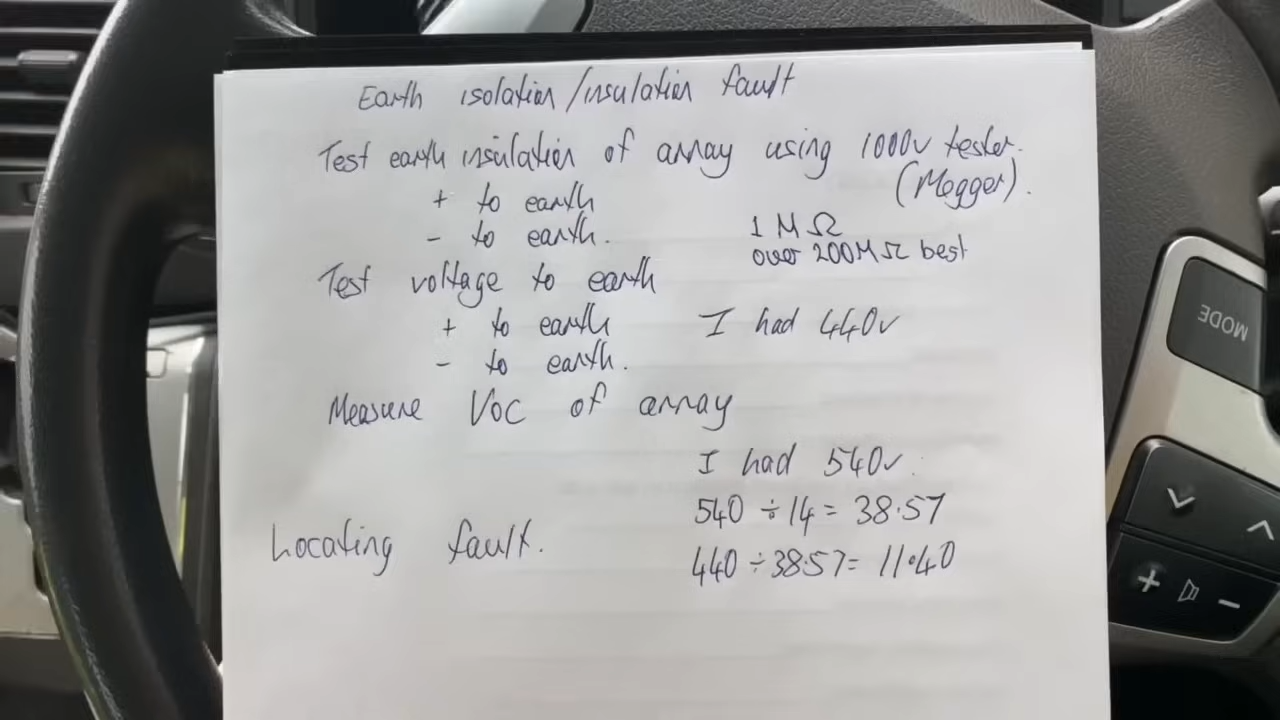 Earth isolation/insulation fault
Test earth insulation of array using 1000v tester.
(Megger).
+ to earth
- to earth.
1 M Ω
over 200M Ω best
Test voltage to earth
+ to earth I had 440v
- to earth.
Measure Voc of array
I had 540v.
540 ÷ 14 = 38.57
Locating fault.
440 ÷ 38.57 = 11.40
MODE
+ -